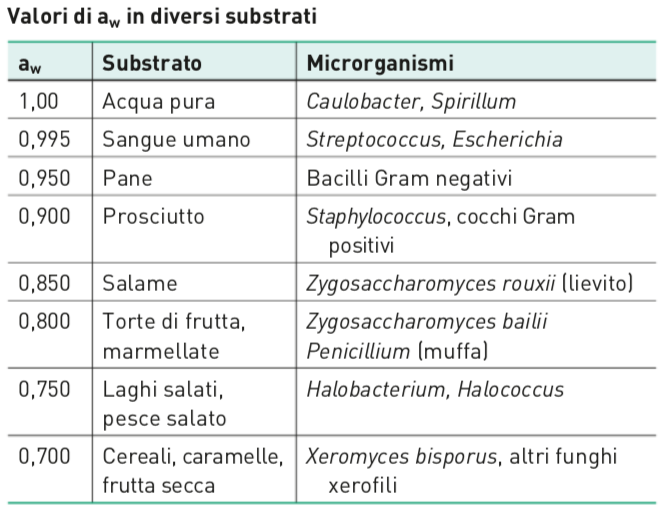 Valori di aw in diversi substrati
aw Substrato Microrganismi
1,00 Acqua pura Caulobacter, Spirillum
0,995 Sangue umano Streptococcus, Escherichia
0,950 Pane Bacilli Gram negativi
0,900 Prosciutto Staphylococcus, cocchi Gram
positivi
0,850 Salame Zygosaccharomyces rouxii (lievito)
0,800 Torte di frutta, Zygosaccharomyces bailii
marmellate Penicillium (muffa)
0,750 Laghi salati, Halobacterium, Halococcus
pesce salato
0,700 Cereali, caramelle, Xeromyces bisporus, altri funghi
frutta secca xerofili